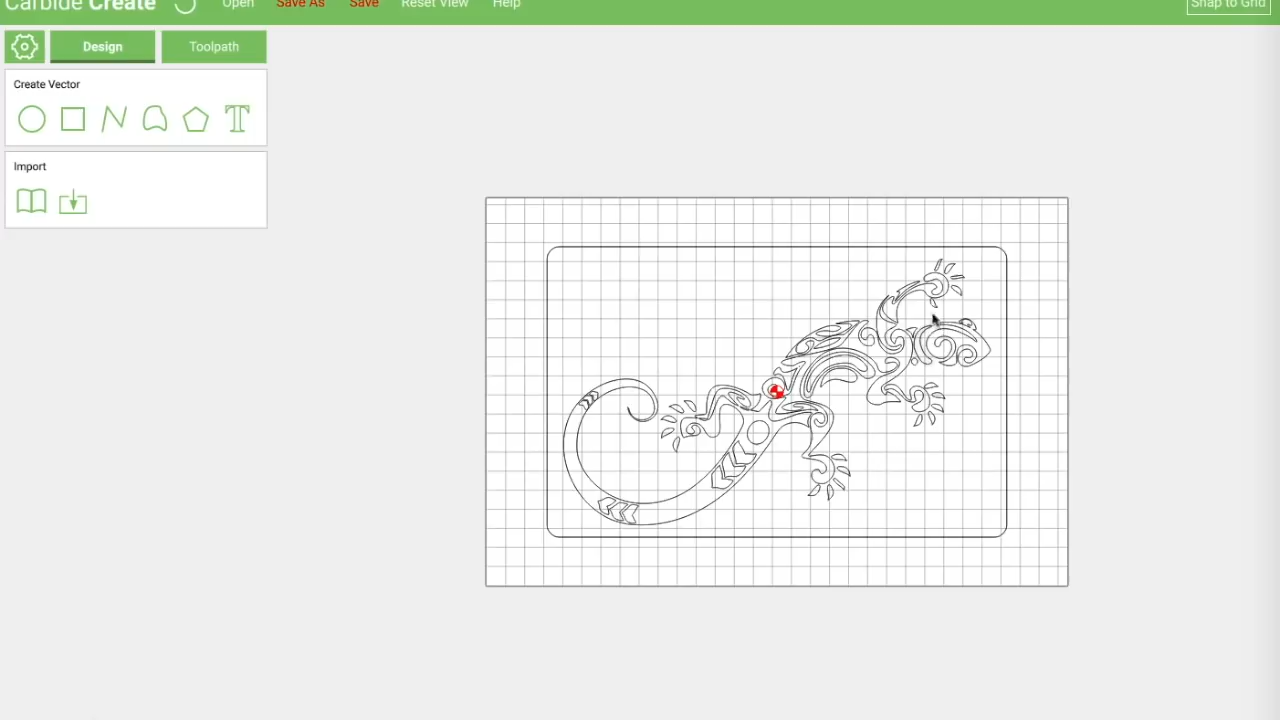 Carbide Create Open Save As Save Reset View Help Snap to Grid
Design Toolpath
Create Vector
Import